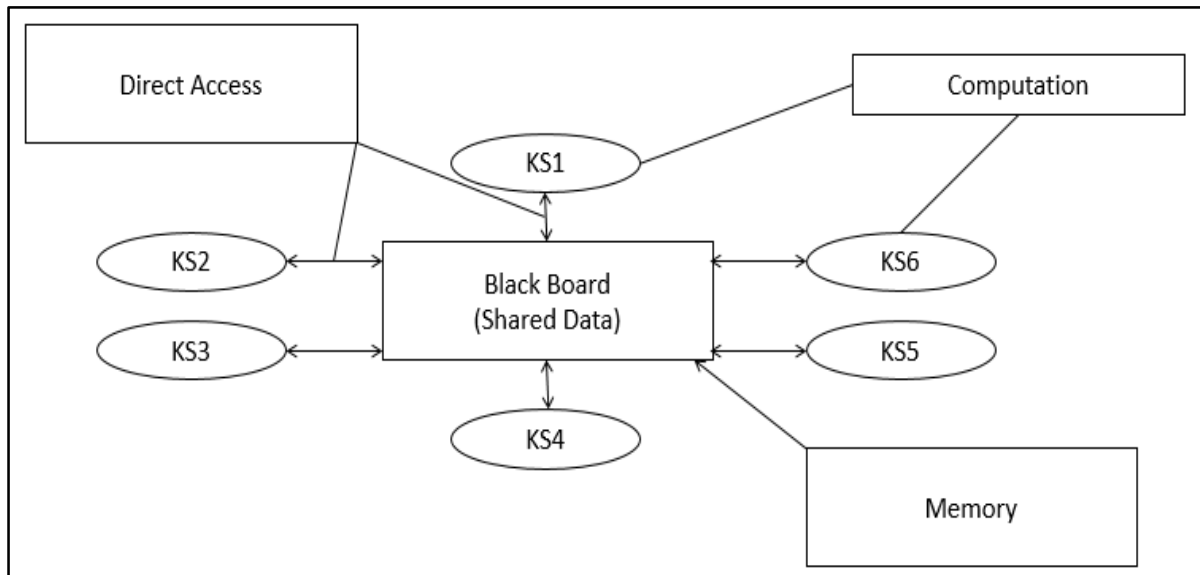 Direct Access
Computation
KS1
KS2
KS6
Black Board
(Shared Data)
KS3
KS5
KS4
Memory